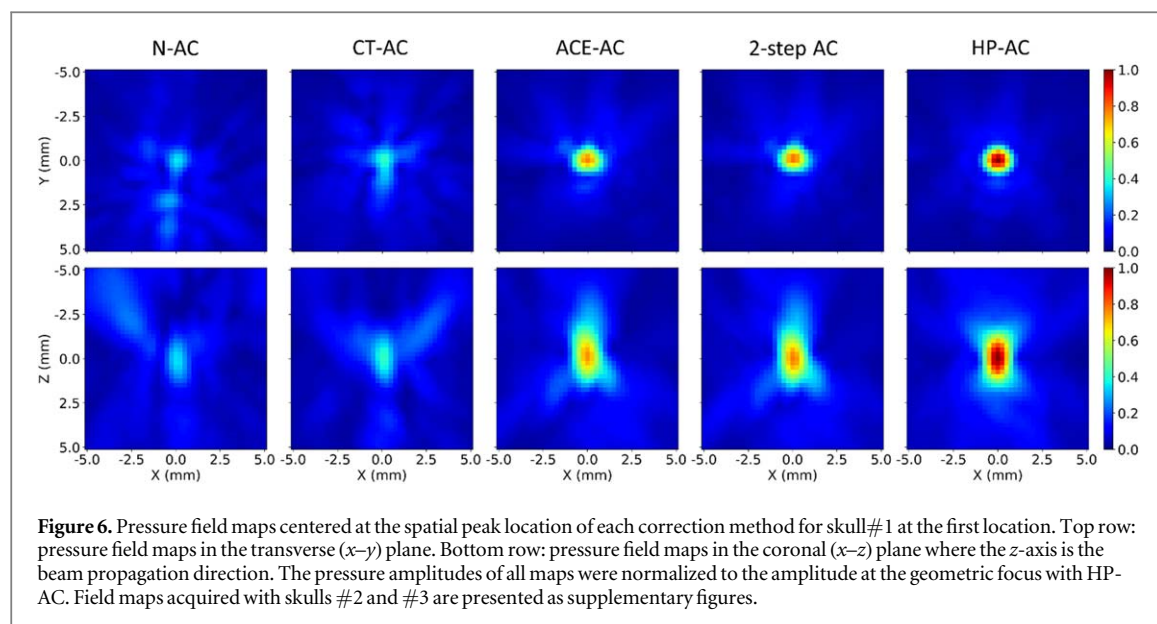 N-AC CT-AC ACE-AC 2-step AC HP-AC
-5.0
-2.5
0.0
2.5
5.0
Y (mm)
1.0
0.8
0.6
0.4
0.2
0.0
-5.0
-2.5
0.0
2.5
5.0
Z (mm)
1.0
0.8
0.6
0.4
0.2
0.0
-5.0 -2.5 0.0 2.5 5.0 -5.0 -2.5 0.0 2.5 5.0 -5.0 -2.5 0.0 2.5 5.0 -5.0 -2.5 0.0 2.5 5.0 -5.0 -2.5 0.0 2.5 5.0
X (mm) X (mm) X (mm) X (mm) X (mm)
Figure 6. Pressure field maps centered at the spatial peak location of each correction method for skull#1 at the first location. Top row:
pressure field maps in the transverse (x–y) plane. Bottom row: pressure field maps in the coronal (x–z) plane where the z-axis is the
beam propagation direction. The pressure amplitudes of all maps were normalized to the amplitude at the geometric focus with HP-
AC. Field maps acquired with skulls #2 and #3 are presented as supplementary figures.